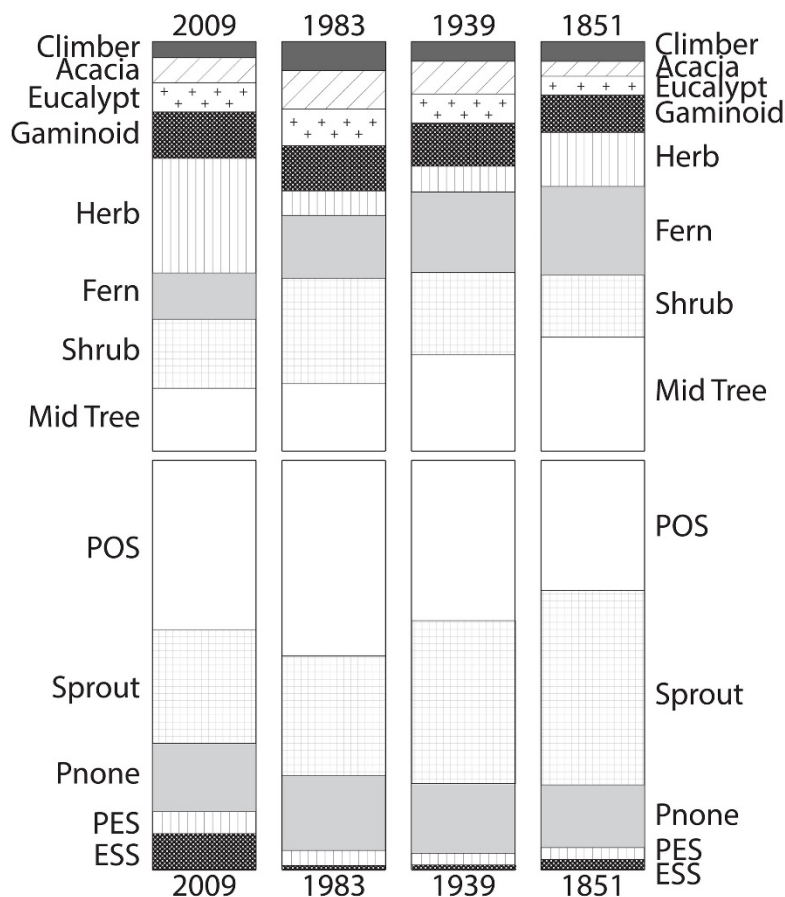 2009 1983 1939 1851
Climber
Acacia
Eucalypt
Gaminoid
Herb
Fern
Shrub
Mid Tree
Climber
Acacia
Eucalypt
Gaminoid
Herb
Fern
Shrub
Mid Tree
POS
Sprout
Pnone
PES
ESS
POS
Sprout
Pnone
PES
ESS
2009 1983 1939 1851